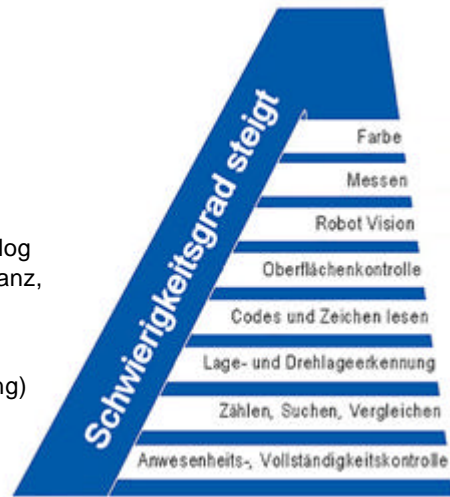 Schwierigkeitsgrad steigt
Farbe
Messen
Robot Vision
Oberflächenkontrolle
Codes und Zeichen lesen
Lage- und Drehlageerkennung
Zählen, Suchen, Vergleichen
Anwesenheits-, Vollständigkeitskontrolle